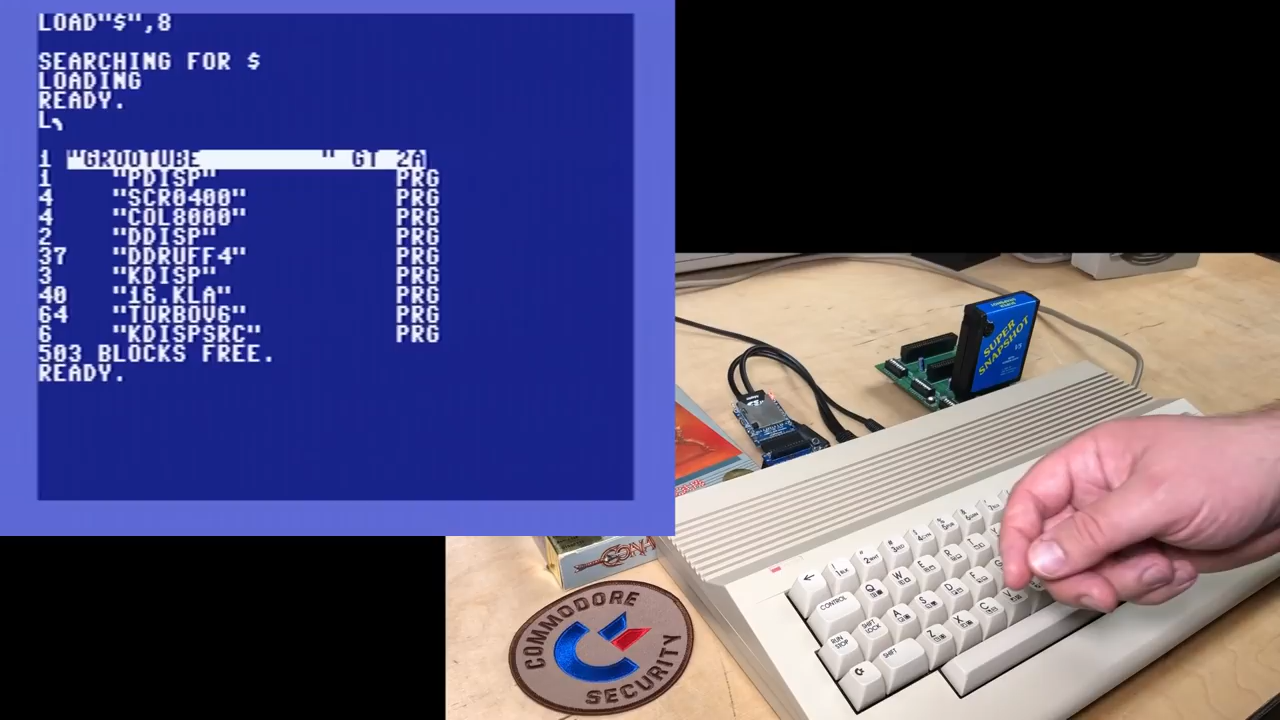 LOAD"$",8
SEARCHING FOR $
LOADING
READY.
L
1 "GROOTUBE        " GT 2A
1 "PDISP" PRG
4 "SCR0400" PRG
4 "COL8000" PRG
2 "DDISP" PRG
37 "DDRUFF4" PRG
3 "KDISP" PRG
40 "16.KLA" PRG
64 "TURBOV6" PRG
6 "KDISPSRC" PRG
503 BLOCKS FREE.
READY.
SUPER
SNAPSHOT
V5
CONTROL
Q W E R T
RUN STOP
SHIFT LOCK
A S D F G
SHIFT
Z X C V
COMMODORE
SECURITY